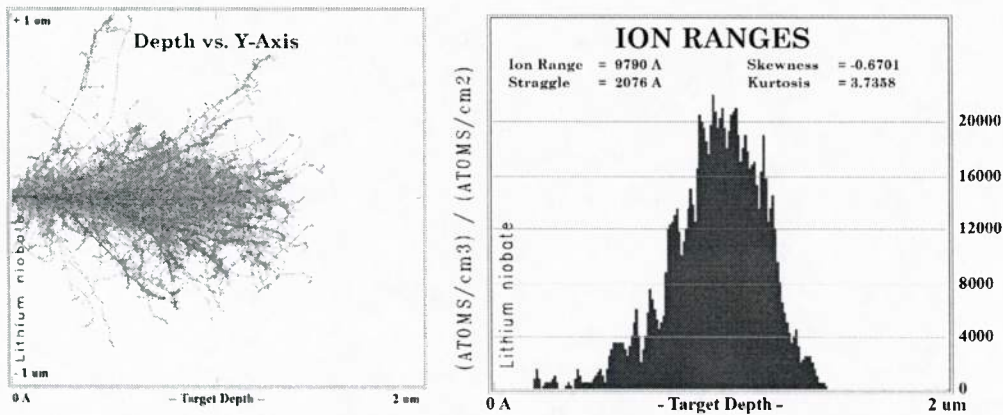 + 1 um
Depth vs. Y-Axis
Lithium niobate
- 1 um
0 A
- Target Depth -
2 um
ION RANGES
Ion Range = 9790 A
Skewness = -0.6701
Straggle = 2076 A
Kurtosis = 3.7358
(ATOMS/cm3) / (ATOMS/cm2)
Lithium niobate
20000
16000
12000
8000
4000
0
0 A
- Target Depth -
2 um